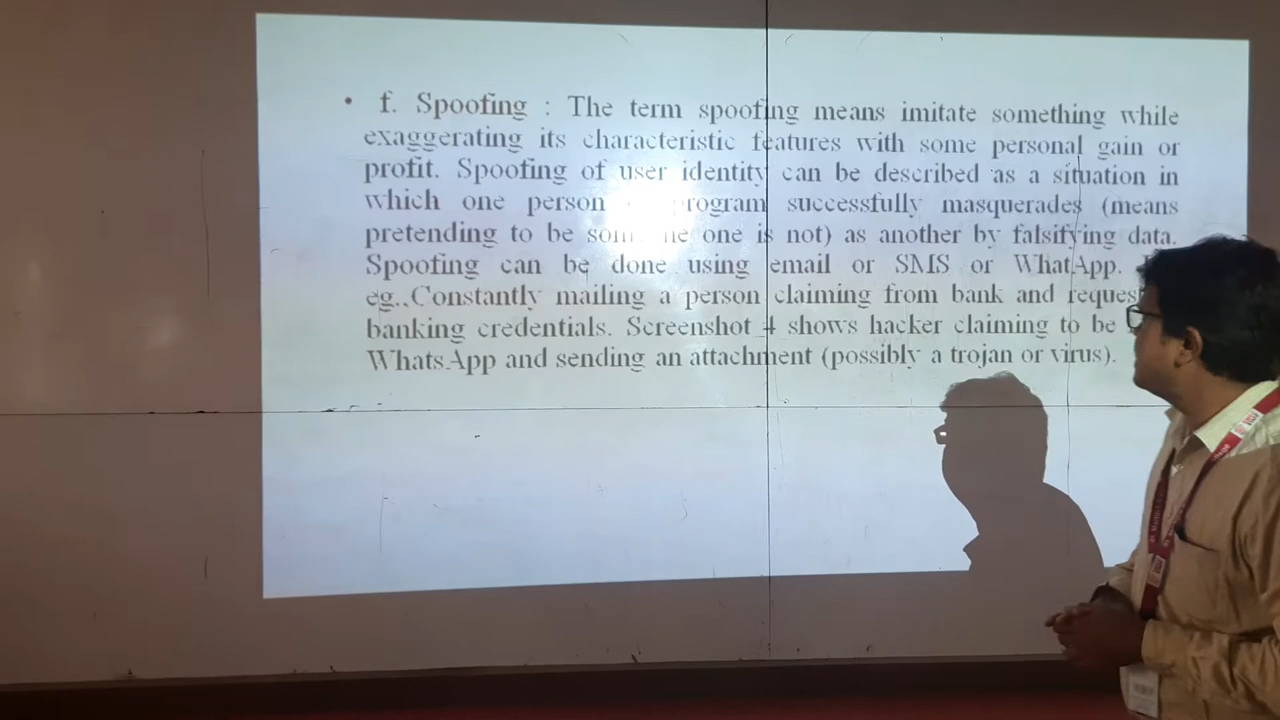 • f. Spoofing : The term spoofing means imitate something while
exaggerating its characteristic features with some personal gain or
profit. Spoofing of user identity can be described as a situation in
which one person rogram successfully masquerades (means
pretending to be som ne one is not) as another by falsifying data.
Spoofing can be done using email or SMS or WhatApp.
eg.,Constantly mailing a person claiming from bank and request
banking credentials. Screenshot 4 shows hacker claiming to be
WhatsApp and sending an attachment (possibly a trojan or virus).